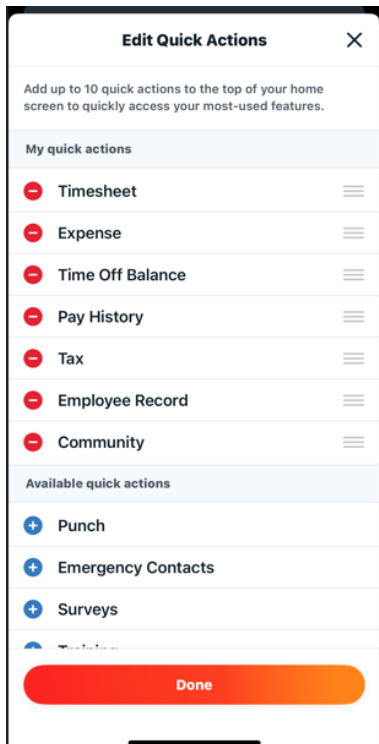 Edit Quick Actions
Add up to 10 quick actions to the top of your home
screen to quickly access your most-used features.
My quick actions
Timesheet
Expense
Time Off Balance
Pay History
Tax
Employee Record
Community
Available quick actions
Punch
Emergency Contacts
Surveys
Training
Done